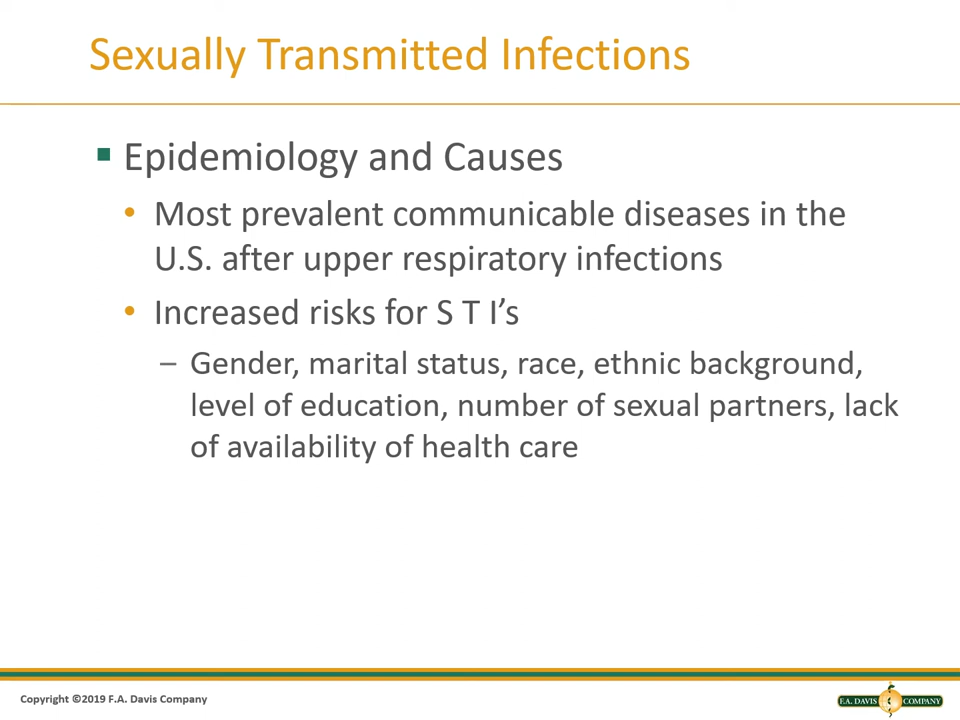 Sexually Transmitted Infections
Epidemiology and Causes
Most prevalent communicable diseases in the
U.S. after upper respiratory infections
Increased risks for S T I’s
– Gender, marital status, race, ethnic background,
level of education, number of sexual partners, lack
of availability of health care
Copyright ©2019 F.A. Davis Company
F.A. DAVIS COMPANY